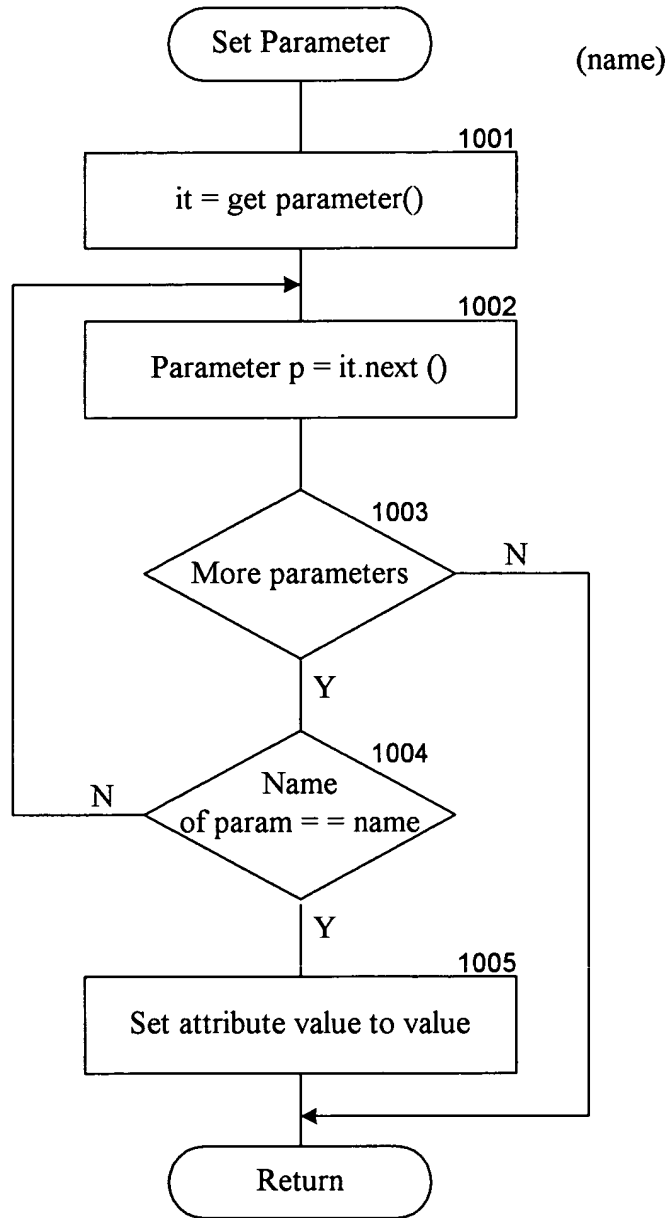 Set Parameter
(name)
1001
it = get parameter()
1002
Parameter p = it.next ()
1003
More parameters
N
Y
1004
Name
of param = = name
N
Y
1005
Set attribute value to value
Return